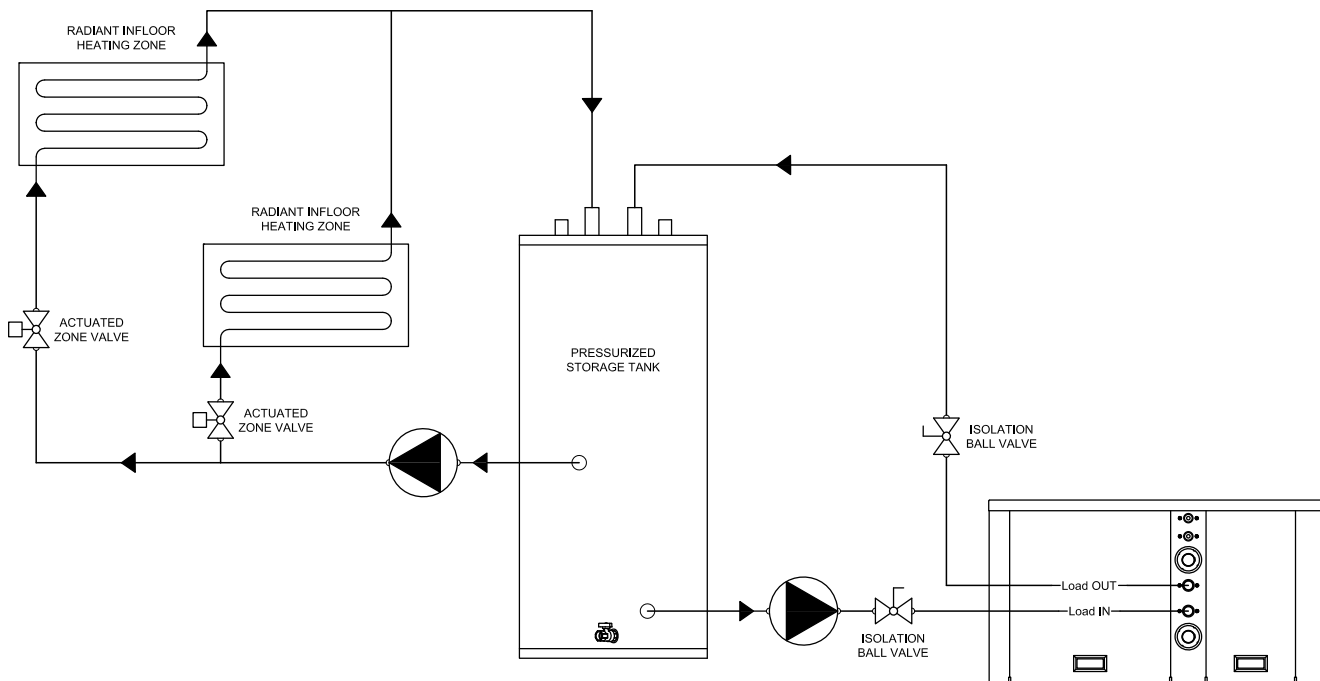 RADIANT INFLOOR
HEATING ZONE
RADIANT INFLOOR
HEATING ZONE
ACTUATED
ZONE VALVE
PRESSURIZED
STORAGE TANK
ACTUATED
ZONE VALVE
ISOLATION
BALL VALVE
Load OUT
Load IN
ISOLATION
BALL VALVE